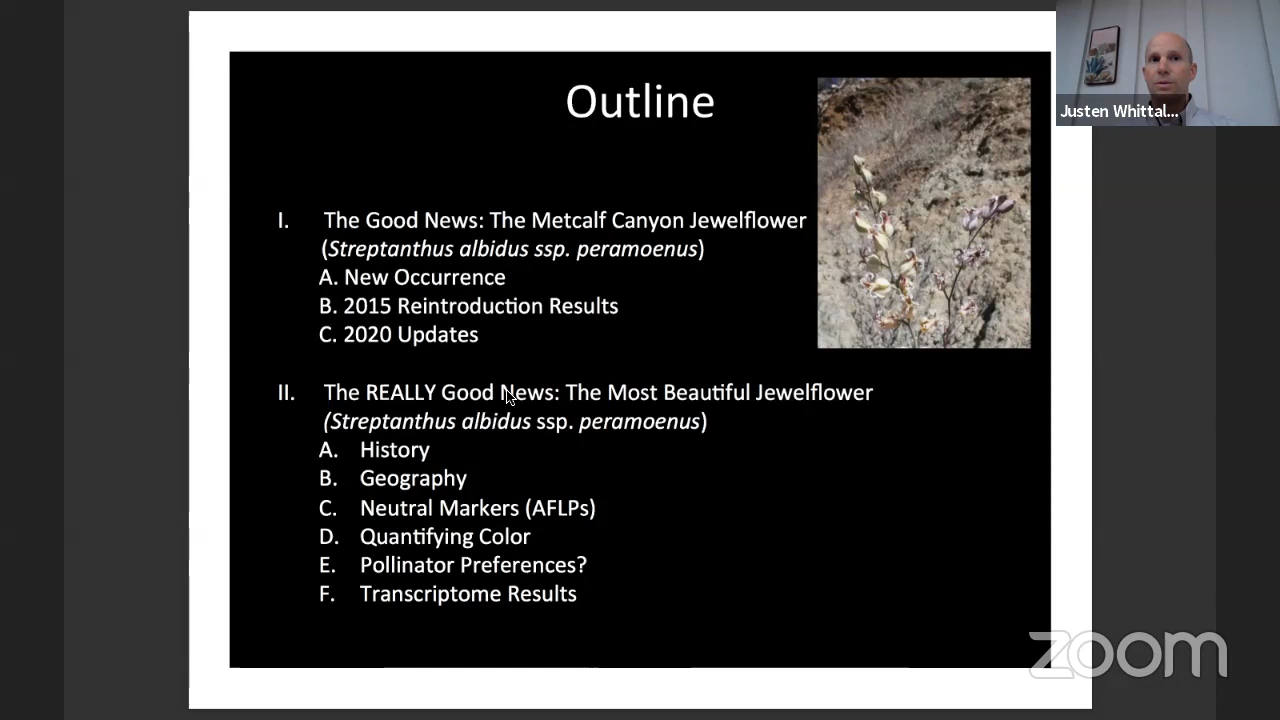 Outline
I. The Good News: The Metcalf Canyon Jewelflower
(Streptanthus albidus ssp. peramoenus)
A. New Occurrence
B. 2015 Reintroduction Results
C. 2020 Updates
II. The REALLY Good News: The Most Beautiful Jewelflower
(Streptanthus albidus ssp. peramoenus)
A. History
B. Geography
C. Neutral Markers (AFLPs)
D. Quantifying Color
E. Pollinator Preferences?
F. Transcriptome Results
Justen Whittal...
zoom